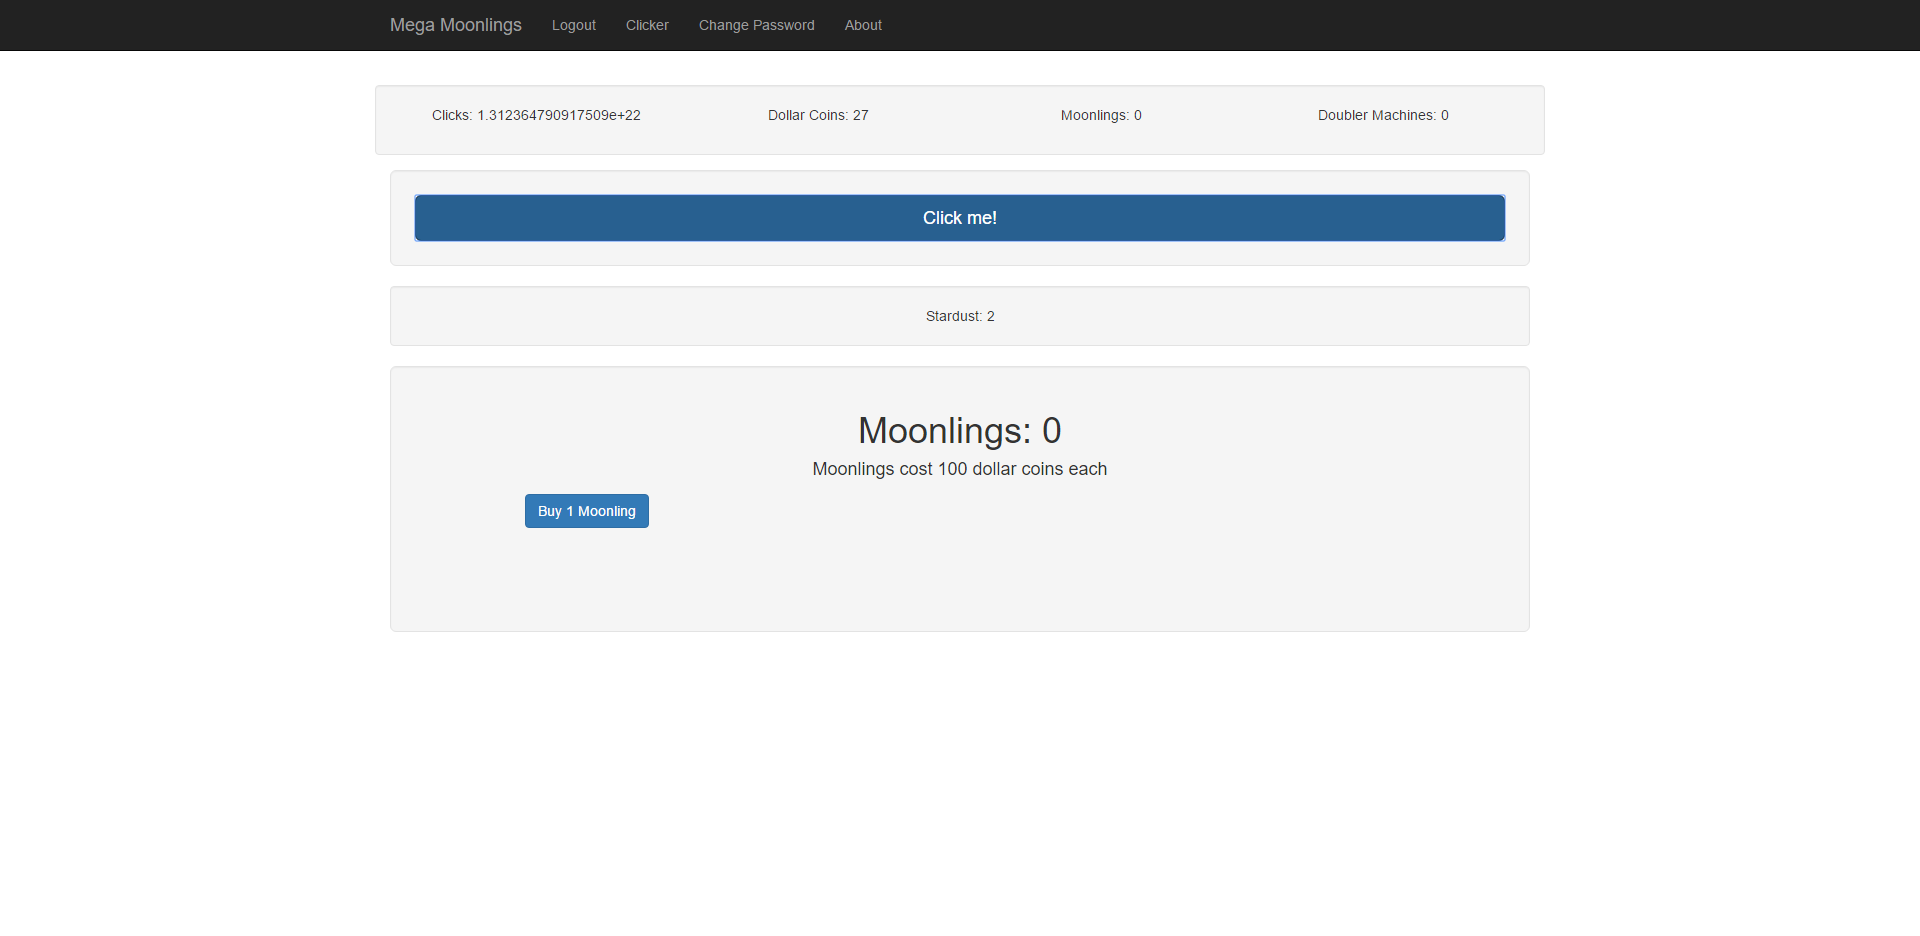 Mega Moonlings Logout Clicker Change Password About
Clicks: 1.312364790917509e+22 Dollar Coins: 27 Moonlings: 0 Doubler Machines: 0
Click me!
Stardust: 2
Moonlings: 0
Moonlings cost 100 dollar coins each
Buy 1 Moonling